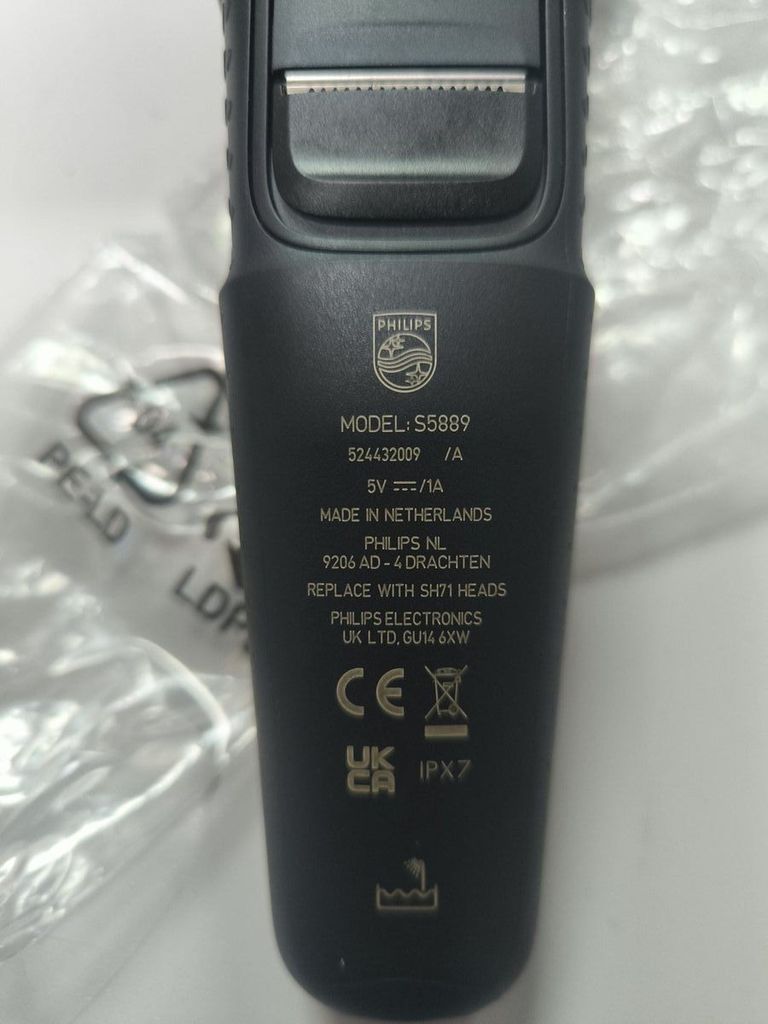 PHILIPS
MODEL: S5889
524432009 /A
5V ⎓/1A
MADE IN NETHERLANDS
PHILIPS NL
9206 AD - 4 DRACHTEN
REPLACE WITH SH71 HEADS
PHILIPS ELECTRONICS
UK LTD, GU14 6XW
CE
UK
CA
IPX7
04
PE-LD